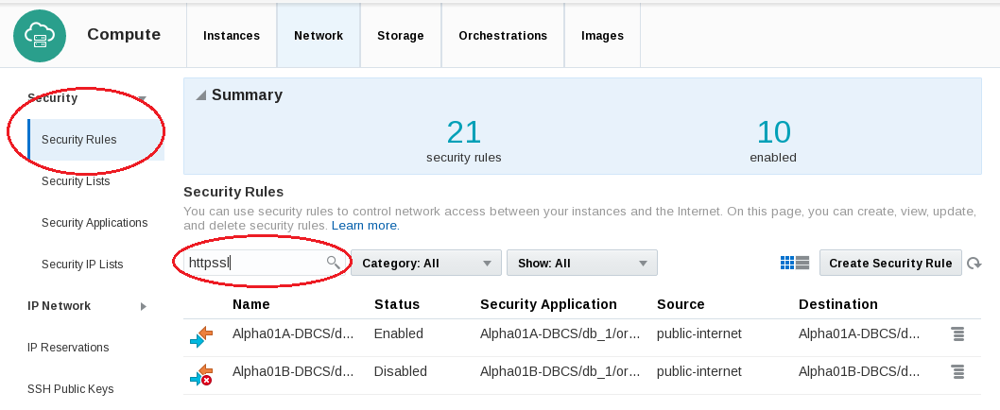 Compute
Instances
Network
Storage
Orchestrations
Images
Security
Security Rules
Security Lists
Security Applications
Security IP Lists
IP Network
IP Reservations
SSH Public Keys
Summary
21
security rules
10
enabled
Security Rules
You can use security rules to control network access between your instances and the Internet. On this page, you can create, view, update,
and delete security rules. Learn more.
httpssl
Category: All
Show: All
Create Security Rule
Name Status Security Application Source Destination
Alpha01A-DBCS/d... Enabled Alpha01A-DBCS/db_1/or... public-internet Alpha01A-DBCS/d...
Alpha01B-DBCS/d... Disabled Alpha01B-DBCS/db_1/or... public-internet Alpha01B-DBCS/d...